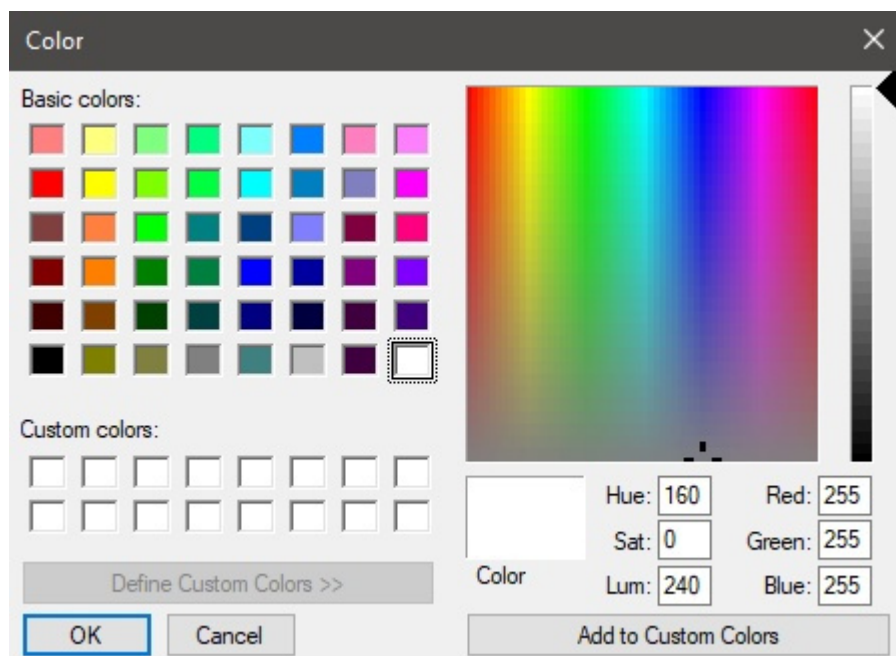 Color
Basic colors:
Custom colors:
Define Custom Colors >>
OK Cancel
Color
Hue: 160 Red: 255
Sat: 0 Green: 255
Lum: 240 Blue: 255
Add to Custom Colors